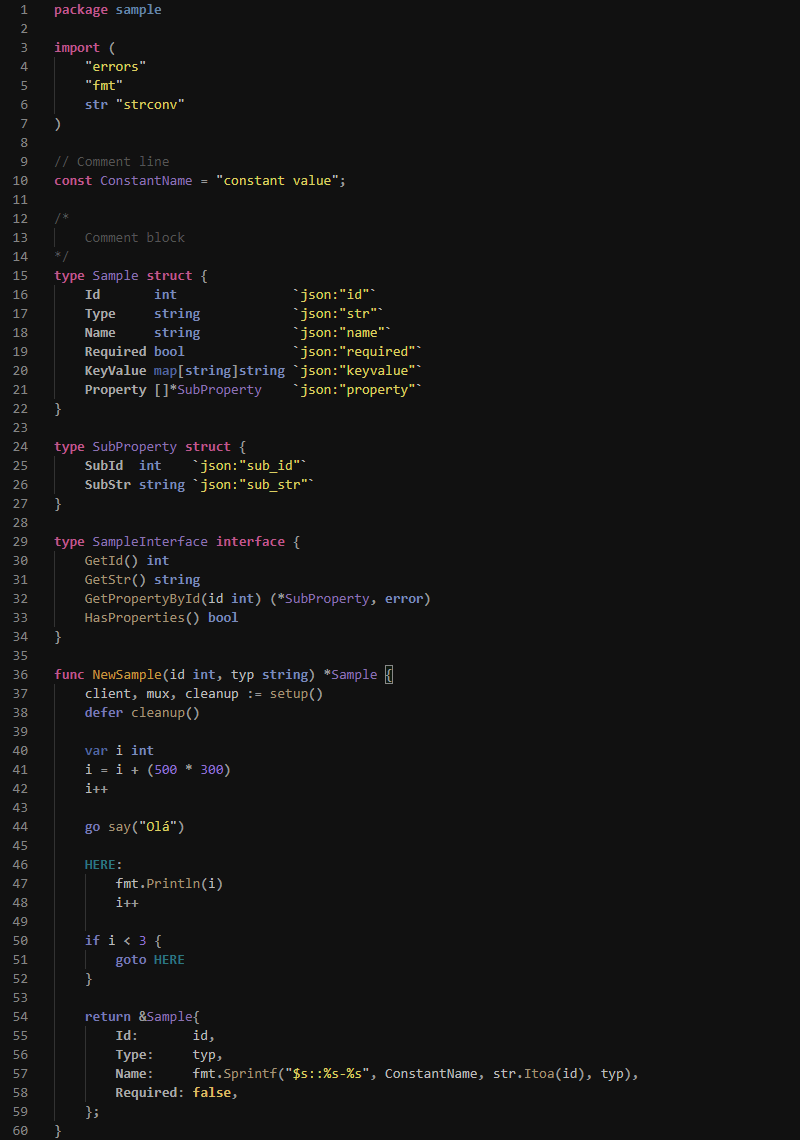 1 package sample
2
3 import (
4     "errors"
5     "fmt"
6     str "strconv"
7 )
8
9 // Comment line
10 const ConstantName = "constant value";
11
12 /*
13     Comment block
14 */
15 type Sample struct {
16     Id       int               `json:"id"`
17     Type     string            `json:"str"`
18     Name     string            `json:"name"`
19     Required bool              `json:"required"`
20     KeyValue map[string]string `json:"keyvalue"`
21     Property []*SubProperty    `json:"property"`
22 }
23
24 type SubProperty struct {
25     SubId  int    `json:"sub_id"`
26     SubStr string `json:"sub_str"`
27 }
28
29 type SampleInterface interface {
30     GetId() int
31     GetStr() string
32     GetPropertyById(id int) (*SubProperty, error)
33     HasProperties() bool
34 }
35
36 func NewSample(id int, typ string) *Sample {
37     client, mux, cleanup := setup()
38     defer cleanup()
39
40     var i int
41     i = i + (500 * 300)
42     i++
43
44     go say("Olá")
45
46     HERE:
47         fmt.Println(i)
48         i++
49
50     if i < 3 {
51         goto HERE
52     }
53
54     return &Sample{
55         Id:       id,
56         Type:     typ,
57         Name:     fmt.Sprintf("$s::%s-%s", ConstantName, str.Itoa(id), typ),
58         Required: false,
59     };
60 }